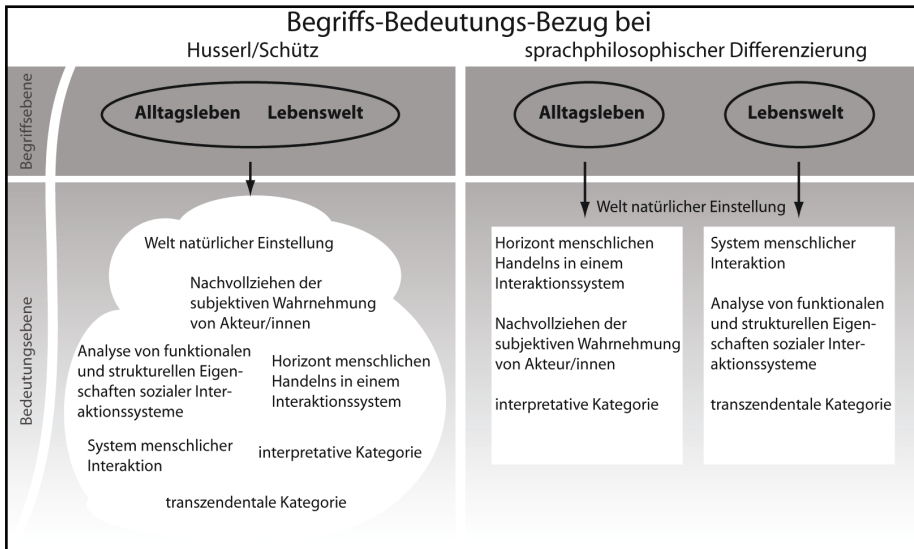 Begriffs-Bedeutungs-Bezug bei
Husserl/Schütz
sprachphilosophischer Differenzierung
Begriffsebene
Alltagsleben Lebenswelt
Alltagsleben
Lebenswelt
Bedeutungsebene
Welt natürlicher Einstellung
Nachvollziehen der
subjektiven Wahrnehmung
von Akteur/innen
Analyse von funktionalen
und strukturellen Eigen-
schaften sozialer Inter-
aktionssysteme
Horizont menschlichen
Handelns in einem
Interaktionssystem
System menschlicher
Interaktion
interpretative Kategorie
transzendentale Kategorie
Welt natürlicher Einstellung
Horizont menschlichen
Handelns in einem
Interaktionssystem
Nachvollziehen der
subjektiven Wahrnehmung
von Akteur/innen
interpretative Kategorie
System menschlicher
Interaktion
Analyse von funktionalen
und strukturellen Eigen-
schaften sozialer Inter-
aktionssysteme
transzendentale Kategorie